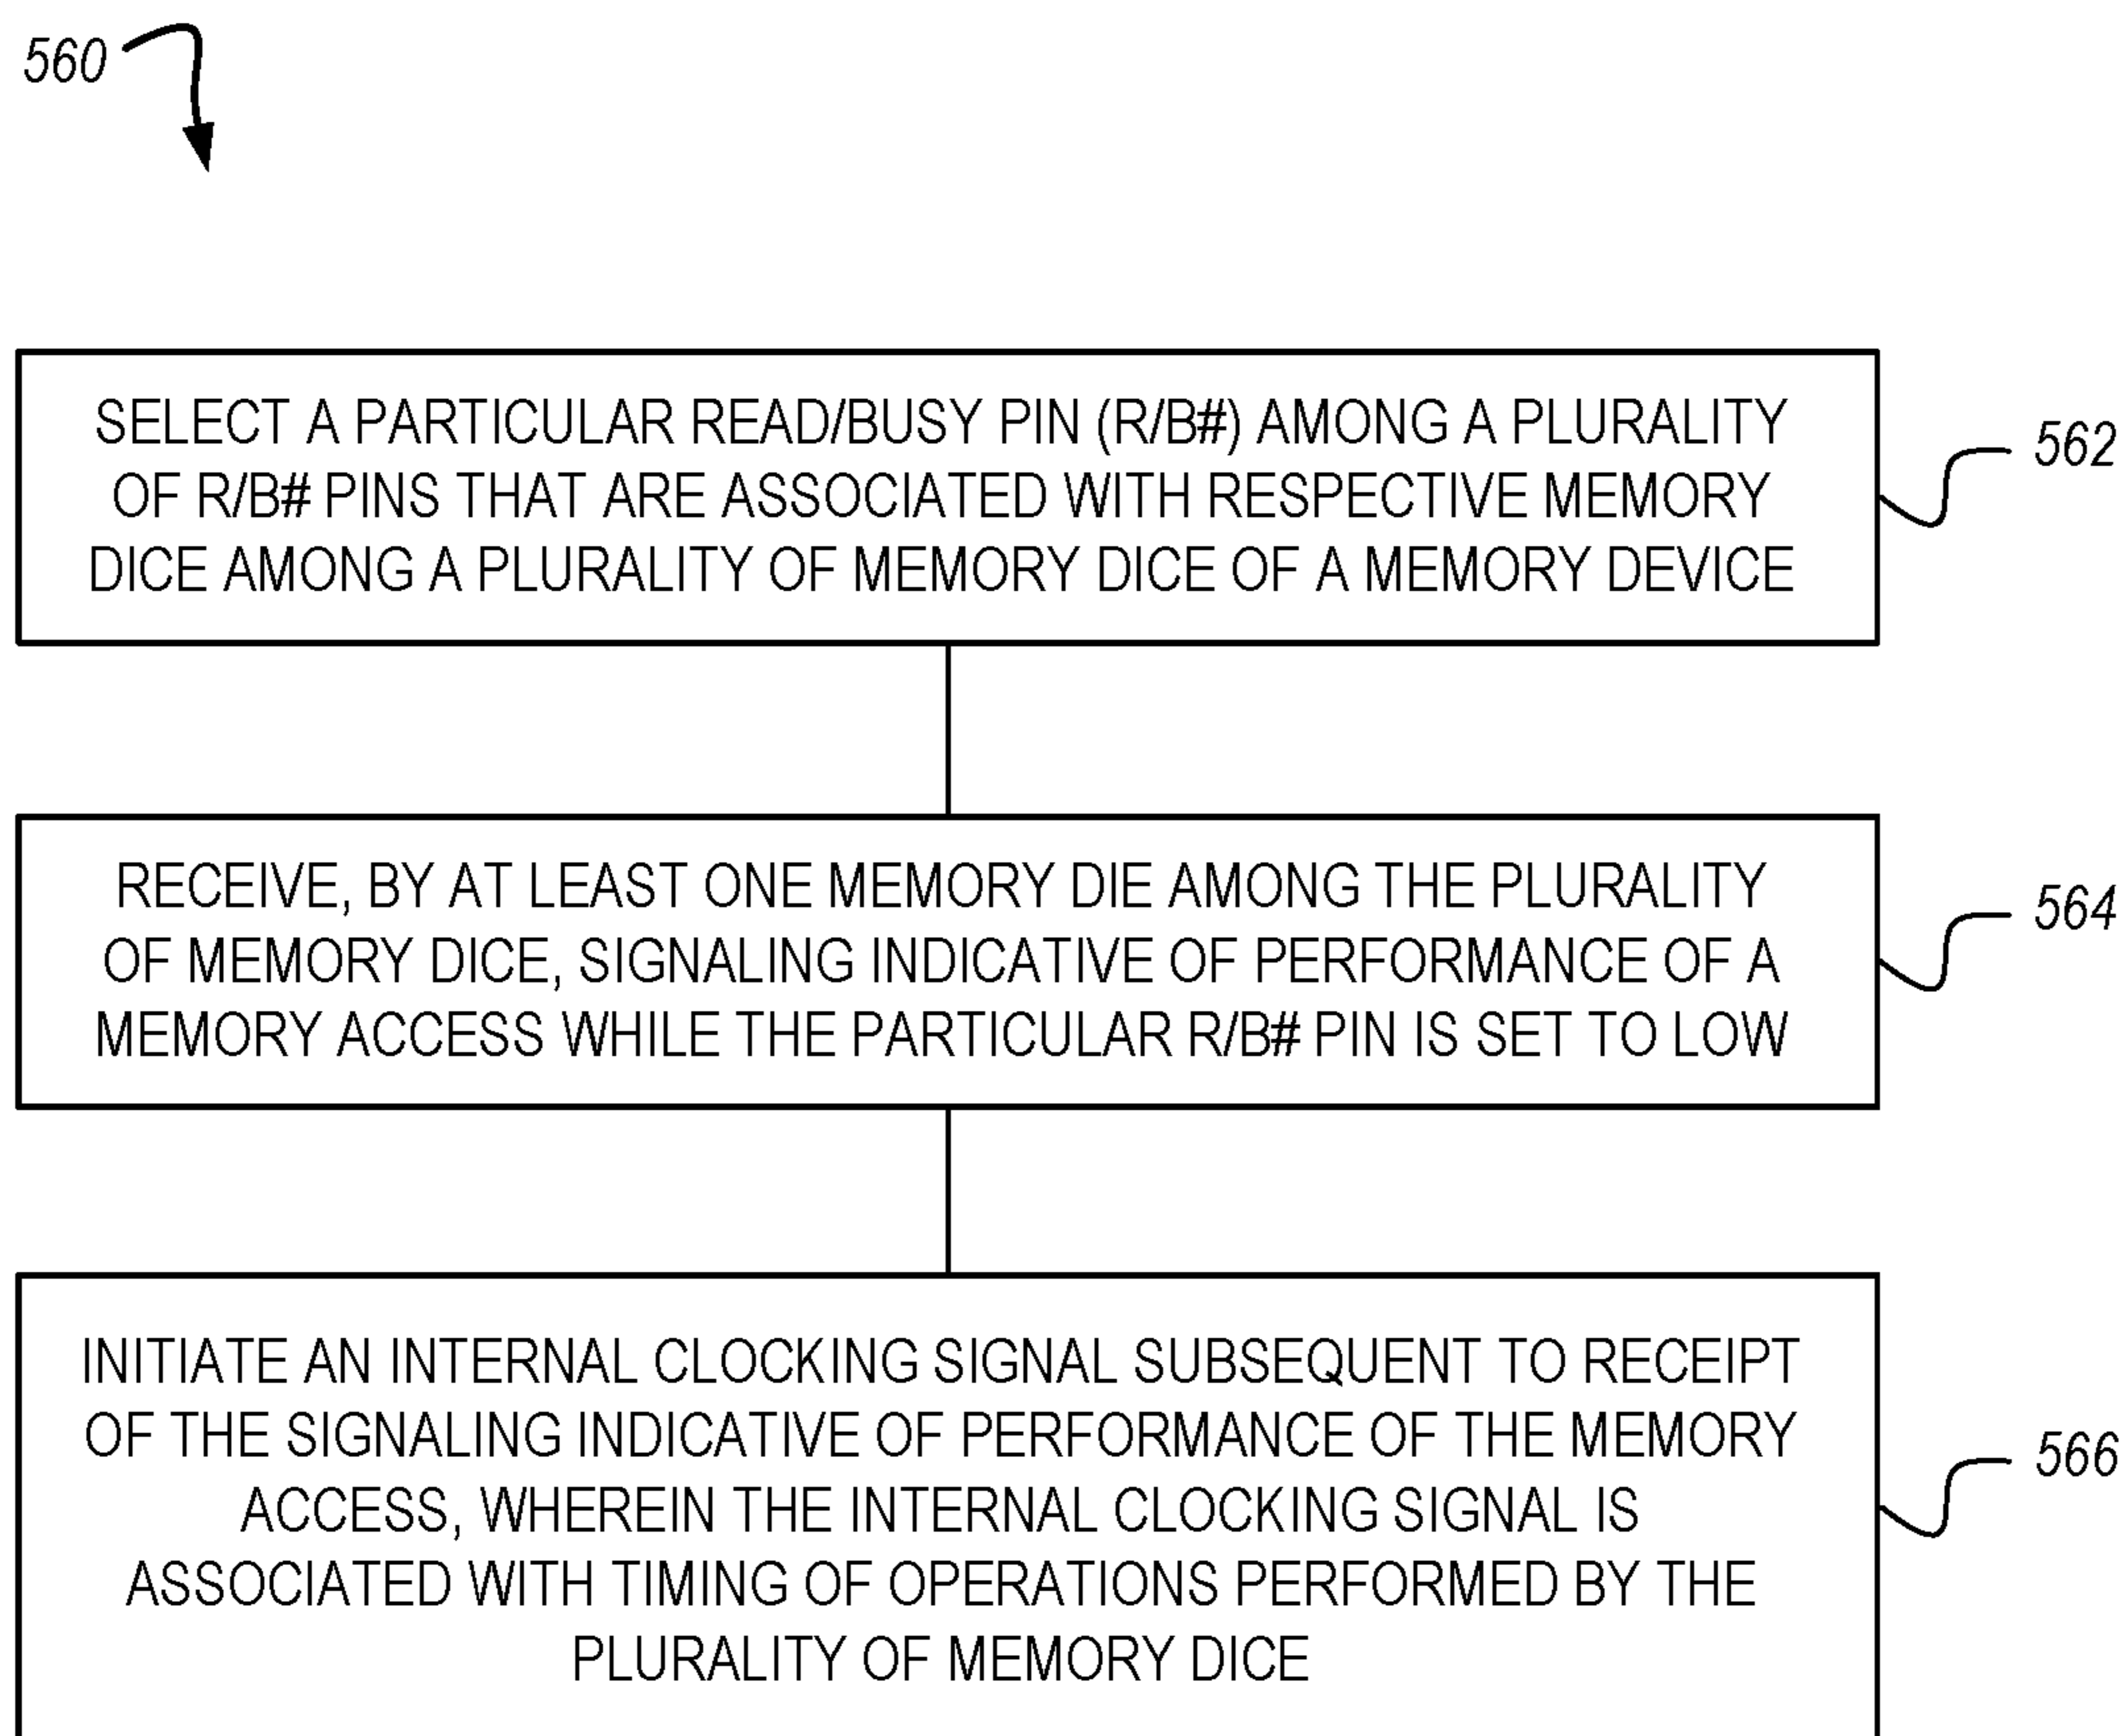 560
SELECT A PARTICULAR READ/BUSY PIN (R/B#) AMONG A PLURALITY
OF R/B# PINS THAT ARE ASSOCIATED WITH RESPECTIVE MEMORY
DICE AMONG A PLURALITY OF MEMORY DICE OF A MEMORY DEVICE
562
RECEIVE, BY AT LEAST ONE MEMORY DIE AMONG THE PLURALITY
OF MEMORY DICE, SIGNALING INDICATIVE OF PERFORMANCE OF A
MEMORY ACCESS WHILE THE PARTICULAR R/B# PIN IS SET TO LOW
564
INITIATE AN INTERNAL CLOCKING SIGNAL SUBSEQUENT TO RECEIPT
OF THE SIGNALING INDICATIVE OF PERFORMANCE OF THE MEMORY
ACCESS, WHEREIN THE INTERNAL CLOCKING SIGNAL IS
ASSOCIATED WITH TIMING OF OPERATIONS PERFORMED BY THE
PLURALITY OF MEMORY DICE
566